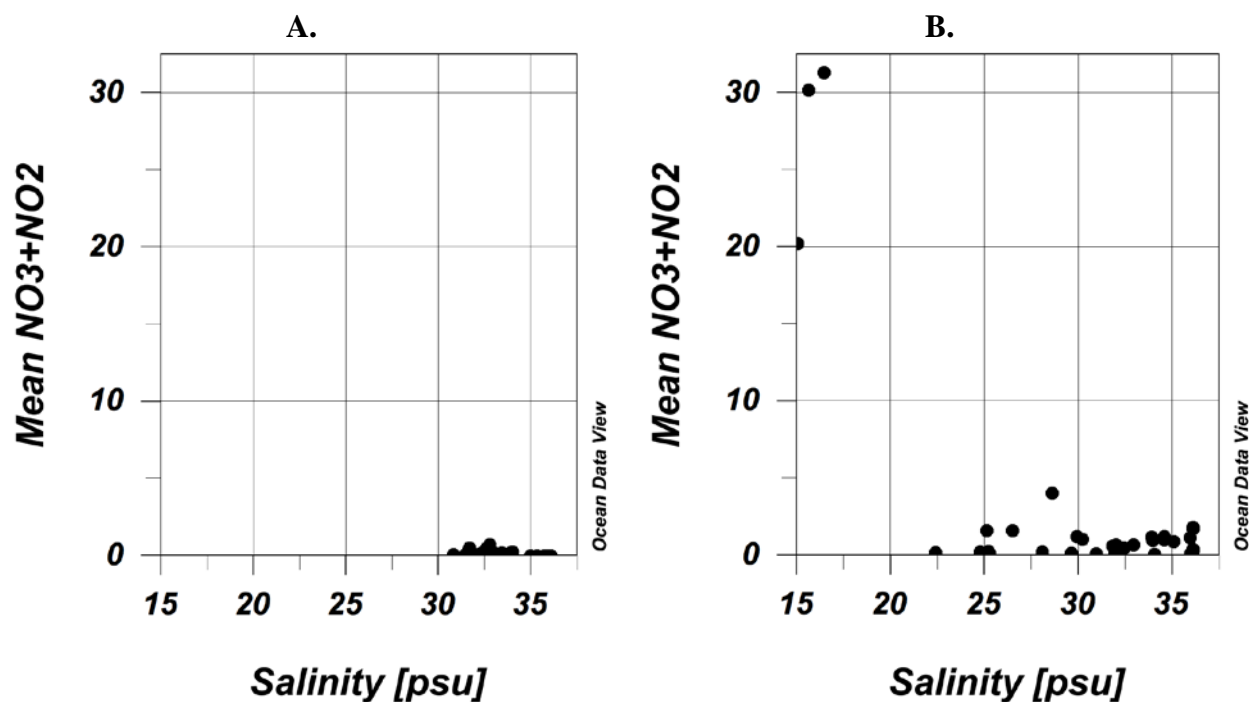 A.
30
20
10
0
15 20 25 30 35
Mean NO3+NO2
Salinity [psu]
Ocean Data View
B.
30
20
10
0
15 20 25 30 35
Mean NO3+NO2
Salinity [psu]
Ocean Data View